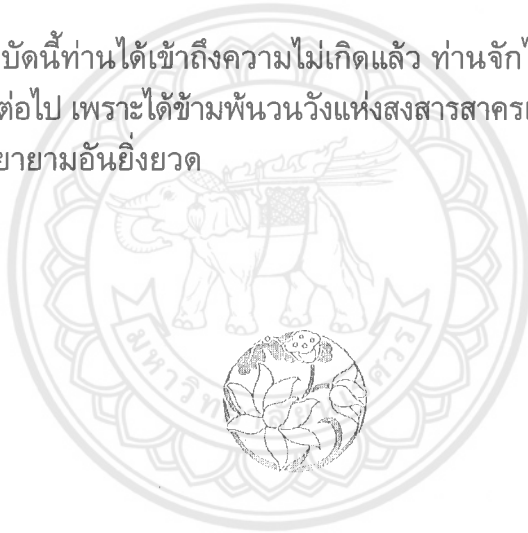 บัดนี้ท่านได้เข้าถึงความไม่เกิดแล้ว ท่านจัก
ต่อไป เพราะได้ข้ามพ้นวนวังแห่งสงสารสาคร
ยายามอันยิ่งยวด